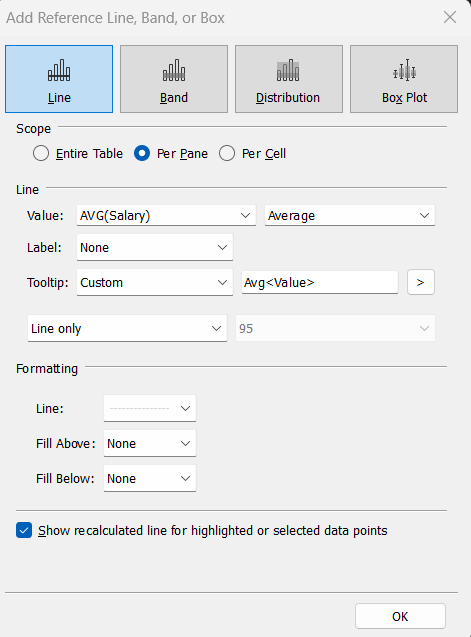 Add Reference Line, Band, or Box
Line Band Distribution Box Plot
Scope
Entire Table Per Pane Per Cell
Line
Value: AVG(Salary) Average
Label: None
Tooltip: Custom Avg<Value> >
Line only 95
Formatting
Line:
Fill Above: None
Fill Below: None
Show recalculated line for highlighted or selected data points
OK